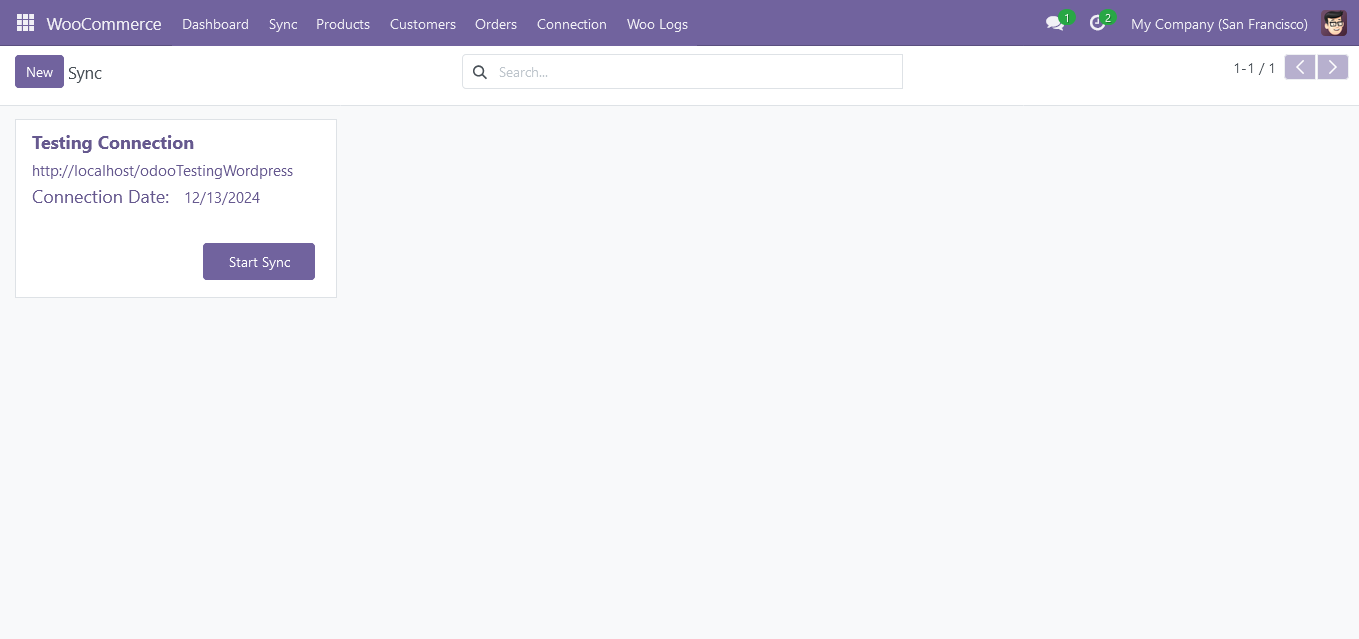 WooCommerce Dashboard Sync Products Customers Orders Connection Woo Logs 1 2 My Company (San Francisco)
New Sync Search... 1-1 / 1
Testing Connection
http://localhost/odooTestingWordpress
Connection Date: 12/13/2024
Start Sync